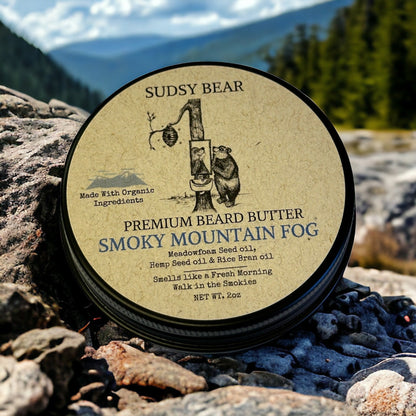 SUDSY BEAR
Made With Organic
Ingredients
PREMIUM BEARD BUTTER
SMOKY MOUNTAIN FOG
Meadowfoam Seed oil,
Hemp Seed oil & Rice Bran oil
Smells like a Fresh Morning
Walk in the Smokies
NET WT. 2oz